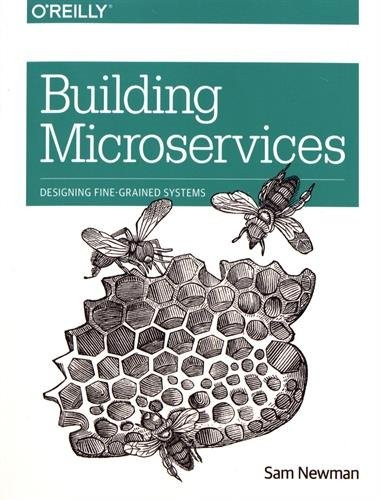 O'REILLY®
Building
Microservices
DESIGNING FINE-GRAINED SYSTEMS
Sam Newman